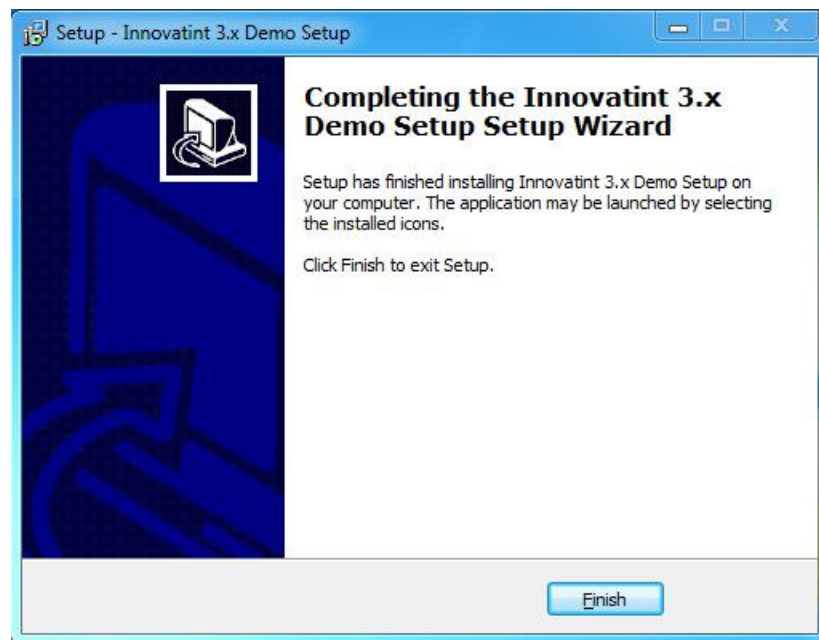 Setup - Innovatint 3.x Demo Setup
Completing the Innovatint 3.x
Demo Setup Setup Wizard
Setup has finished installing Innovatint 3.x Demo Setup on
your computer. The application may be launched by selecting
the installed icons.
Click Finish to exit Setup.
Finish